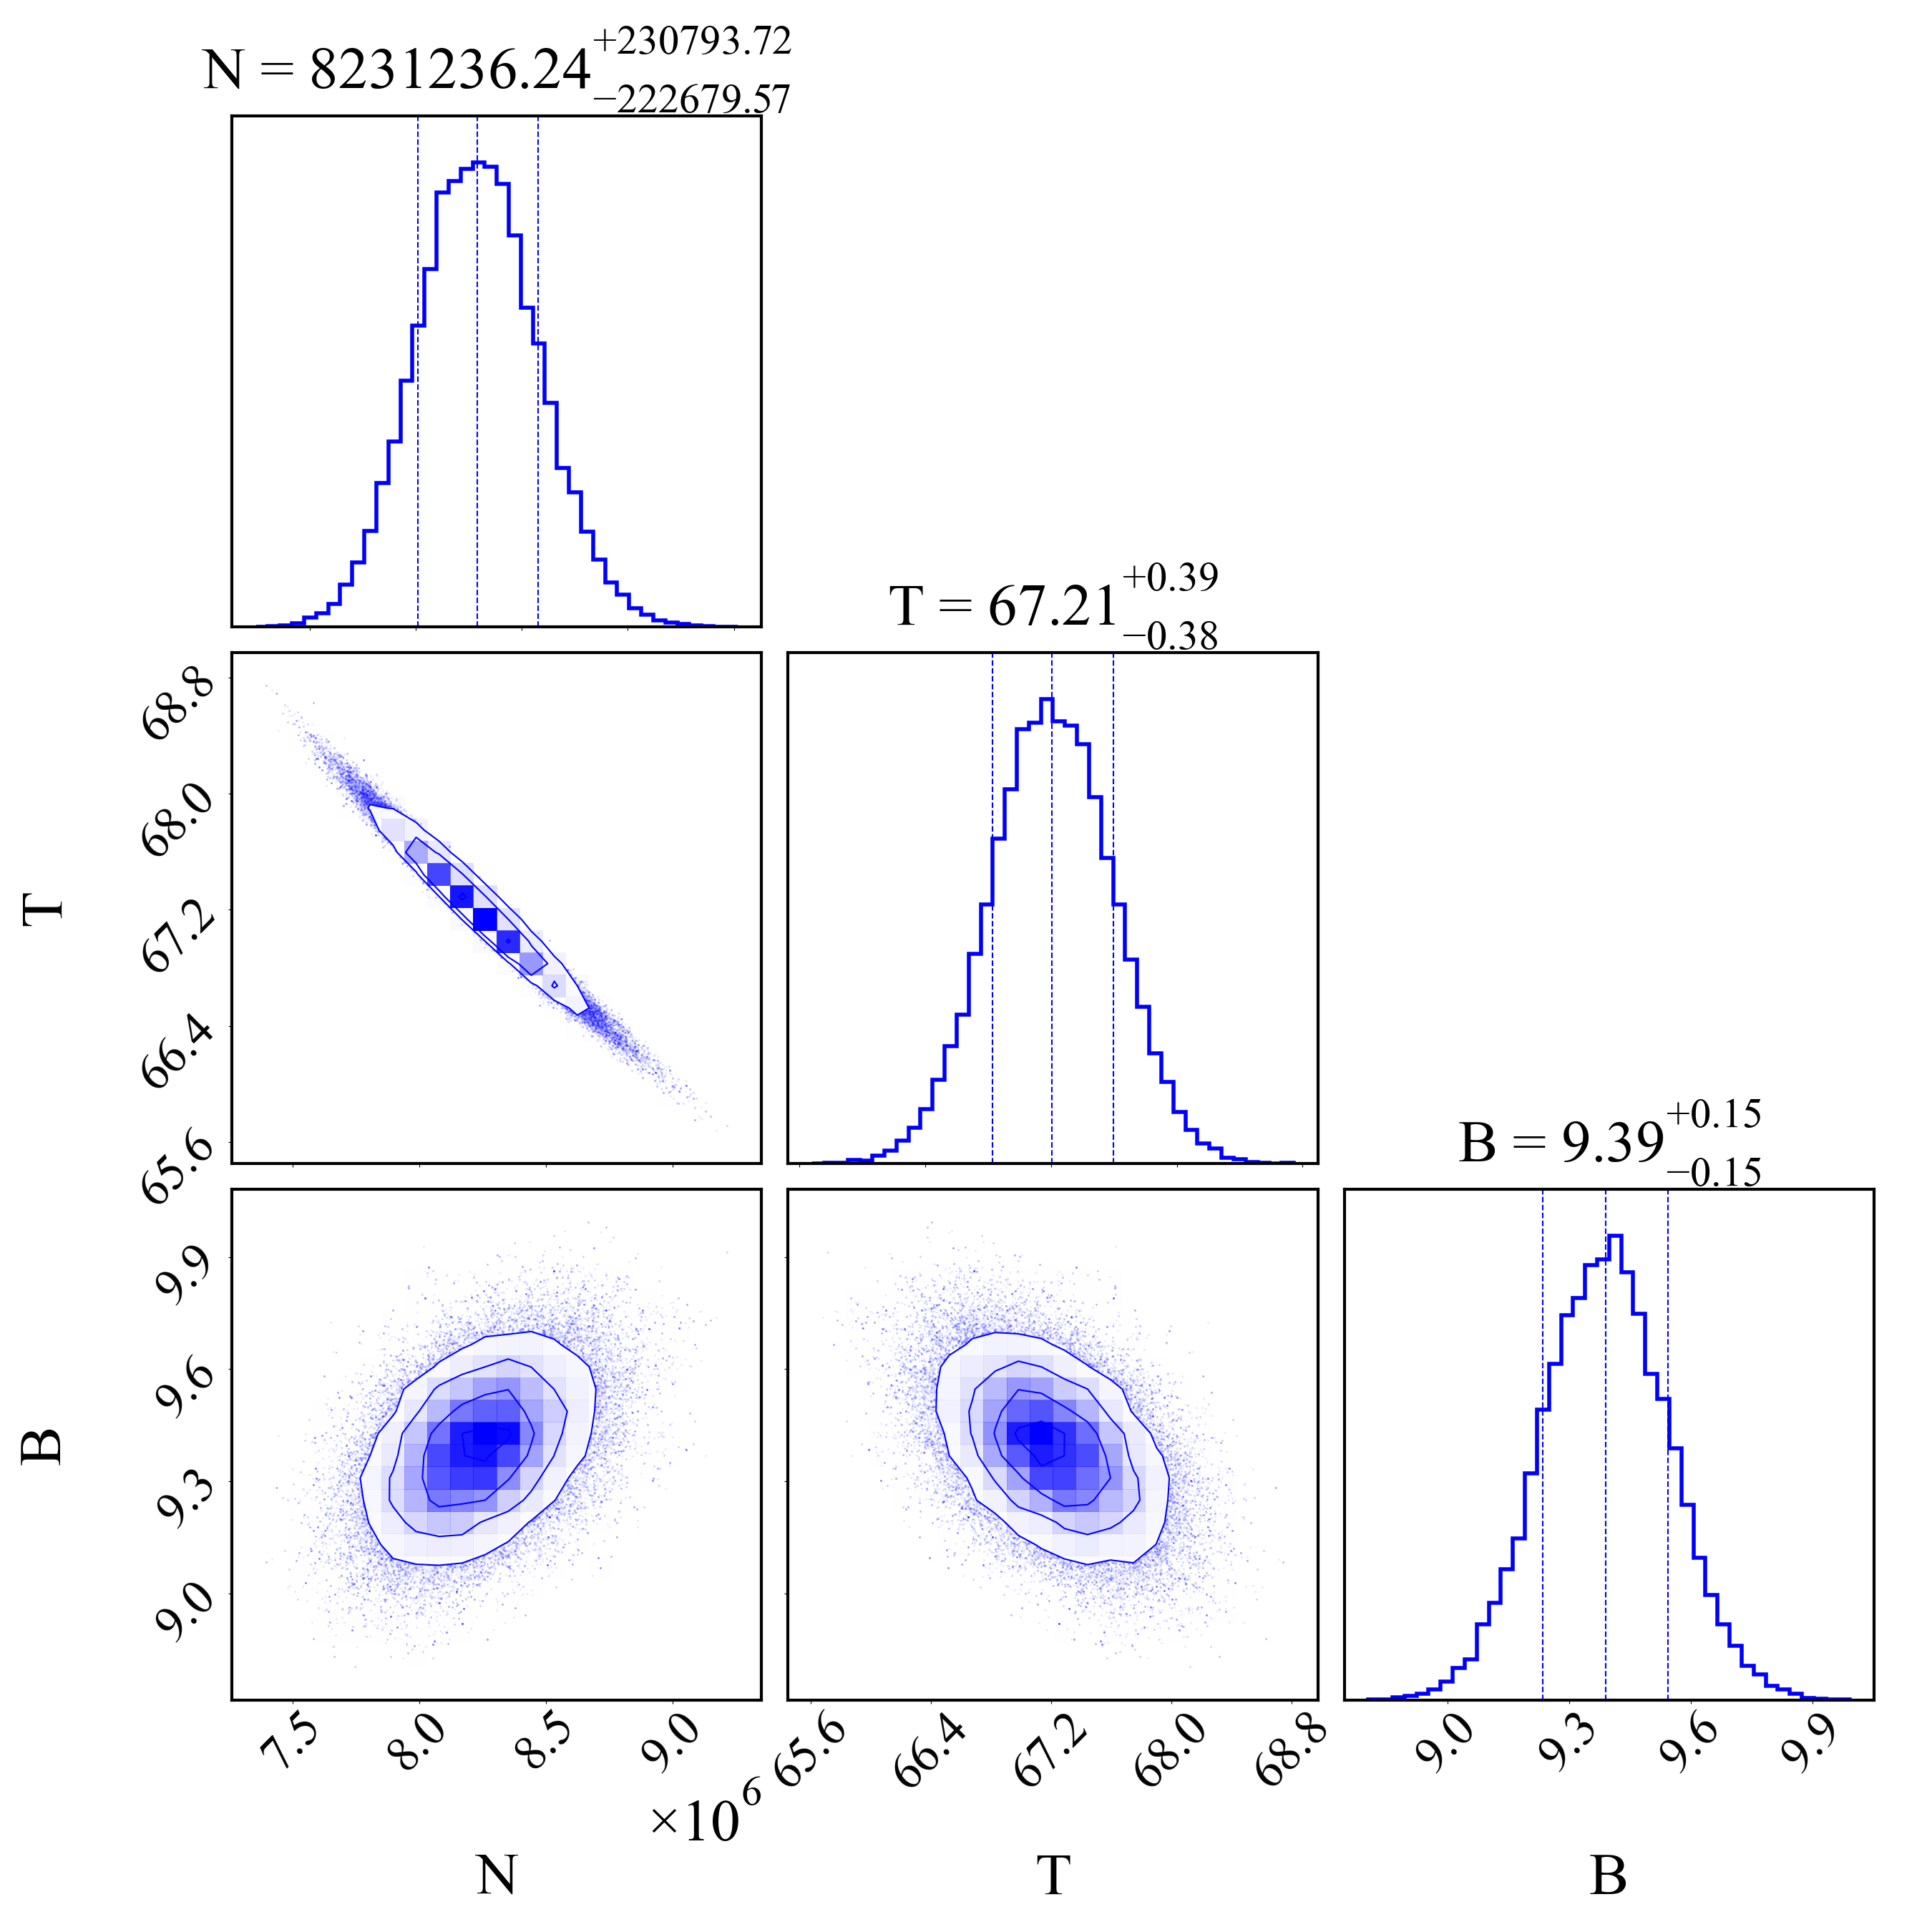 N = 8231236.24+230793.72 −222679.57
T = 67.21+0.39 −0.38
68.8
68.0
67.2
66.4
65.6
T
B = 9.39+0.15 −0.15
9.9
9.6
9.3
9.0
B
7.5 8.0 8.5 9.0 65.6 66.4 67.2 68.0 68.8 9.0 9.3 9.6 9.9
×10⁶
N T B